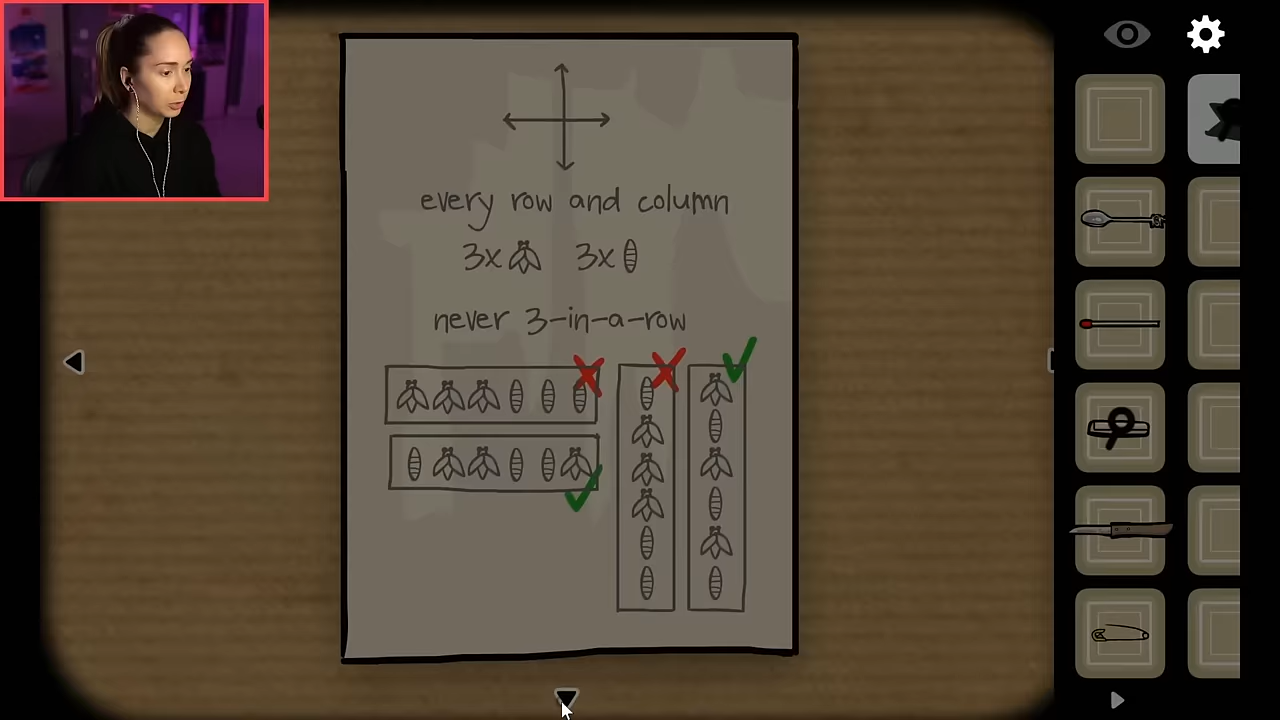 every row and column
3x 3x
never 3-in-a-row